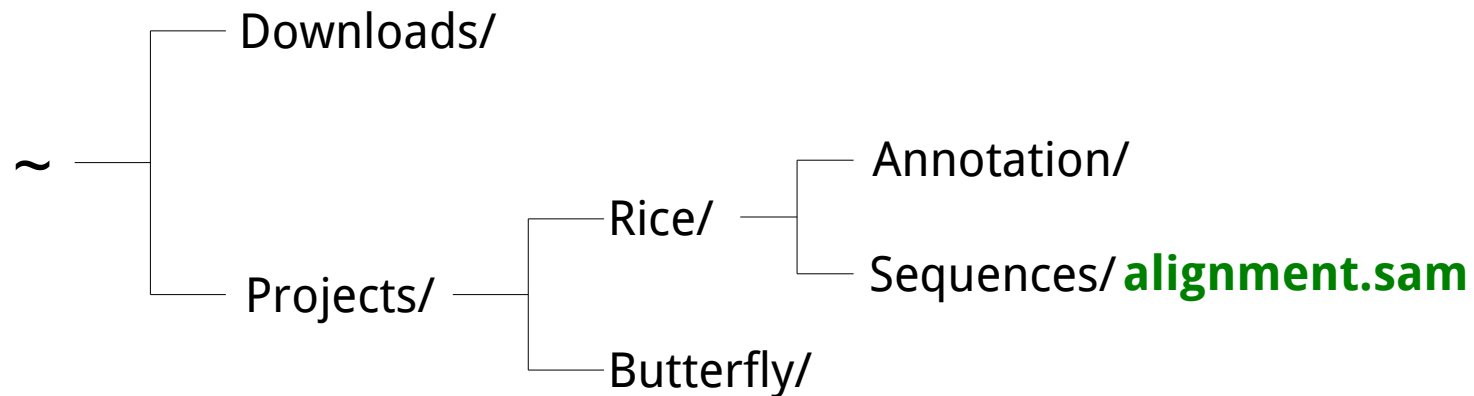 Downloads/
~
Annotation/
Rice/
Sequences/ alignment.sam
Projects/
Butterfly/